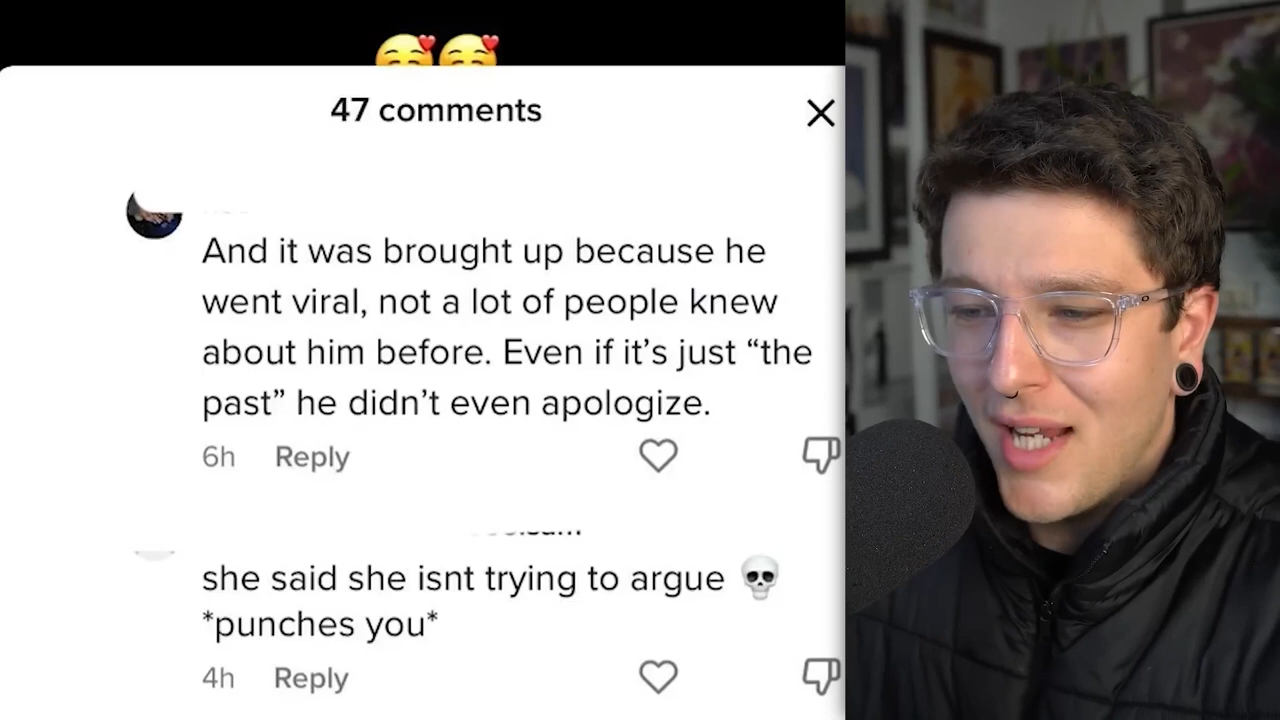 47 comments
And it was brought up because he
went viral, not a lot of people knew
about him before. Even if it’s just “the
past” he didn’t even apologize.
6h Reply
she said she isnt trying to argue 💀
*punches you*
4h Reply